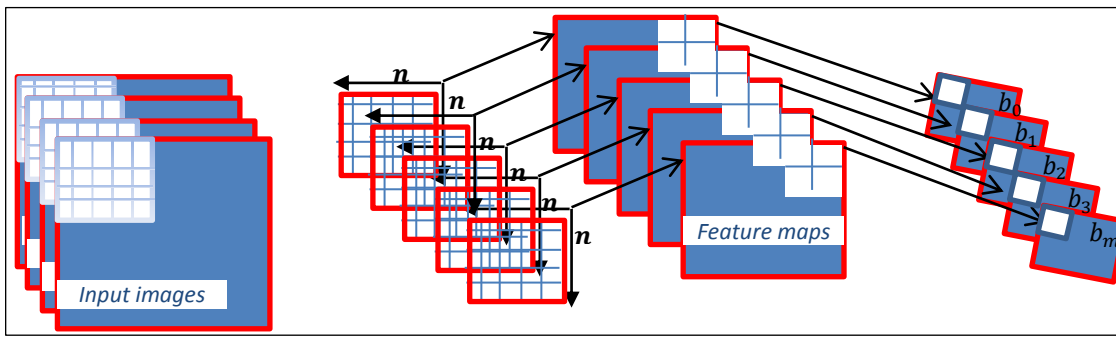 n
n
n
n
n
b₀
b₁
b₂
b₃
bₘ
Feature maps
Input images